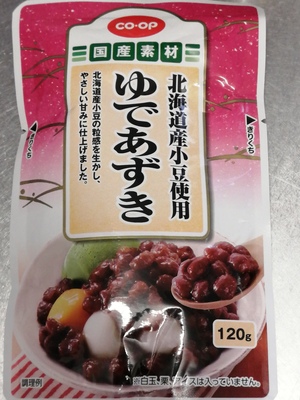 CO・OP
国産素材
北海道産小豆使用
ゆであずき
北海道産小豆の粒感を生かし、
やさしい甘みに仕上げました。
きりくち
きりくち
120g
調理例
白玉、栗、アイスは入っていません。